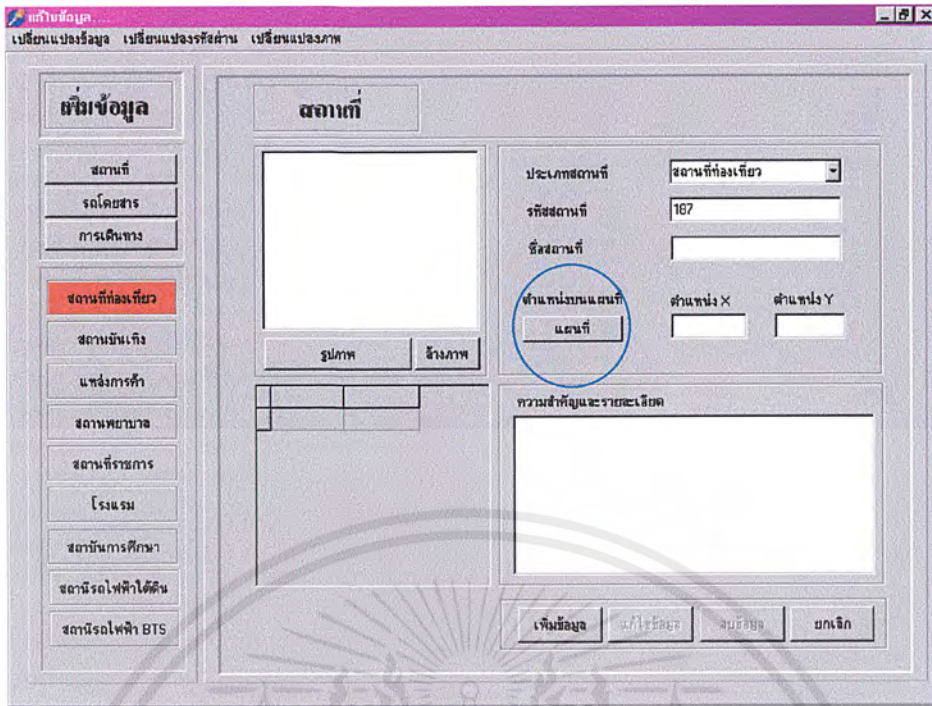 แก้ไขข้อมูล....
เปลี่ยนแปลงข้อมูล เปลี่ยนแปลงรหัสผ่าน เปลี่ยนแปลงภาพ
เพิ่มข้อมูล
สถานที่
สถานที่
รถโดยสาร
การเดินทาง
สถานที่ท่องเที่ยว
สถานบันเทิง
แหล่งการค้า
สถานพยาบาล
สถานที่ราชการ
โรงแรม
สถาบันการศึกษา
สถานีรถไฟฟ้าใต้ดิน
สถานีรถไฟฟ้า BTS
รูปภาพ ล้างภาพ
ประเภทสถานที่ สถานที่ท่องเที่ยว
รหัสสถานที่ 187
ชื่อสถานที่
ตำแหน่งบนแผนที่ ตำแหน่ง X ตำแหน่ง Y
แผนที่
ความสำคัญและรายละเอียด
เพิ่มข้อมูล แก้ไขข้อมูล ลบข้อมูล ยกเลิก